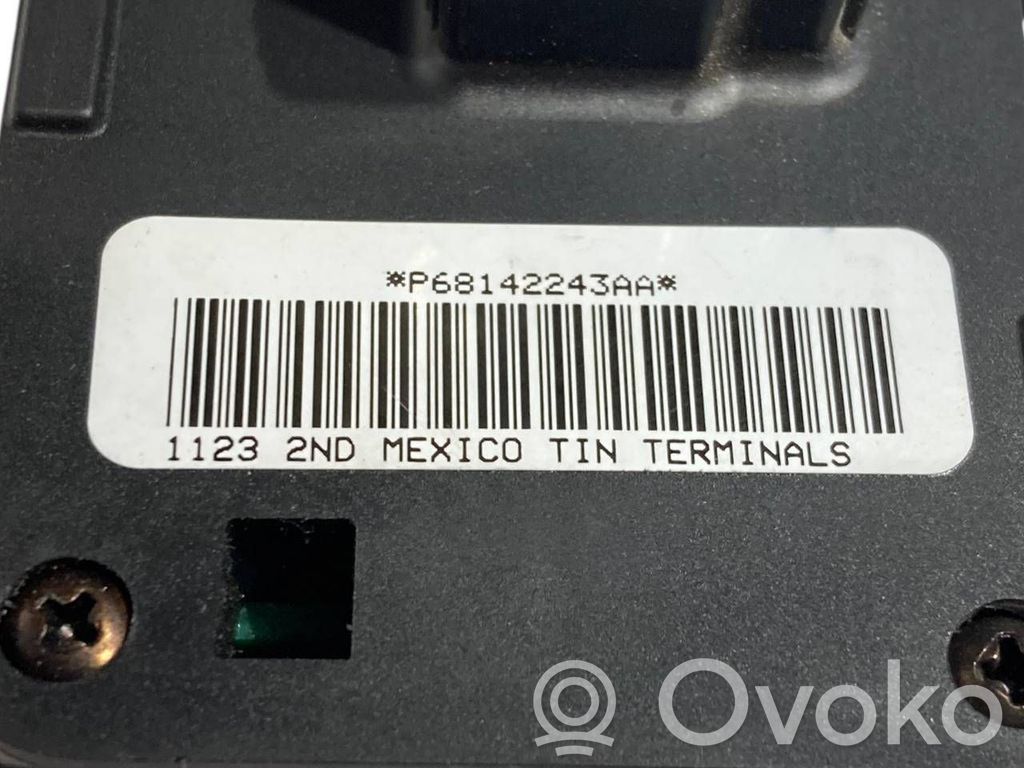 *P68142243AA*
1123 2ND MEXICO TIN TERMINALS
Ovoko